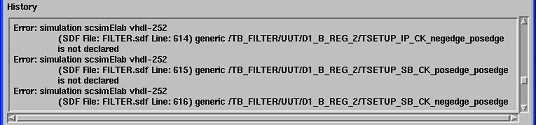 History
Error: simulation scsimElab vhdl-252
(SDF File: FILTER.sdf Line: 614) generic /TB_FILTER/UUT/D1_B_REG_2/TSETUP_IP_CK_negedge_posedge
is not declared
Error: simulation scsimElab vhdl-252
(SDF File: FILTER.sdf Line: 615) generic /TB_FILTER/UUT/D1_B_REG_2/TSETUP_SB_CK_posedge_posedge
is not declared
Error: simulation scsimElab vhdl-252
(SDF File: FILTER.sdf Line: 616) generic /TB_FILTER/UUT/D1_B_REG_2/TSETUP_SB_CK_negedge_posedge